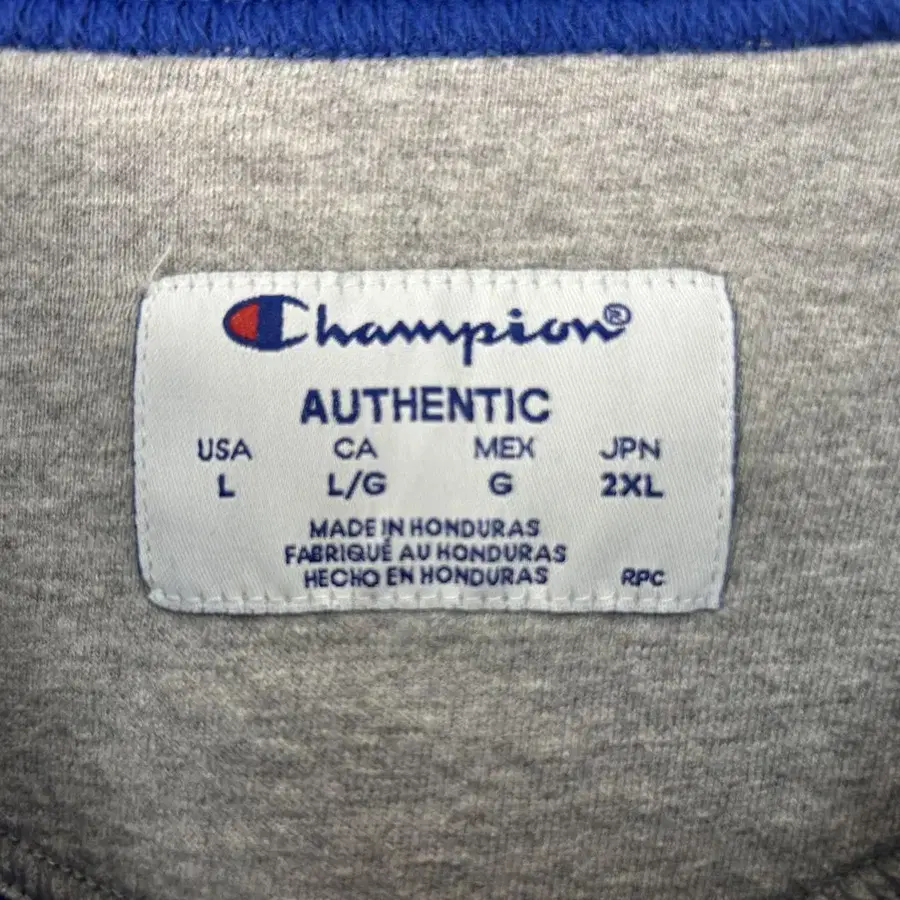 Champion®
AUTHENTIC
USA CA MEX JPN
L L/G G 2XL
MADE IN HONDURAS
FABRIQUÉ AU HONDURAS
HECHO EN HONDURAS RPC